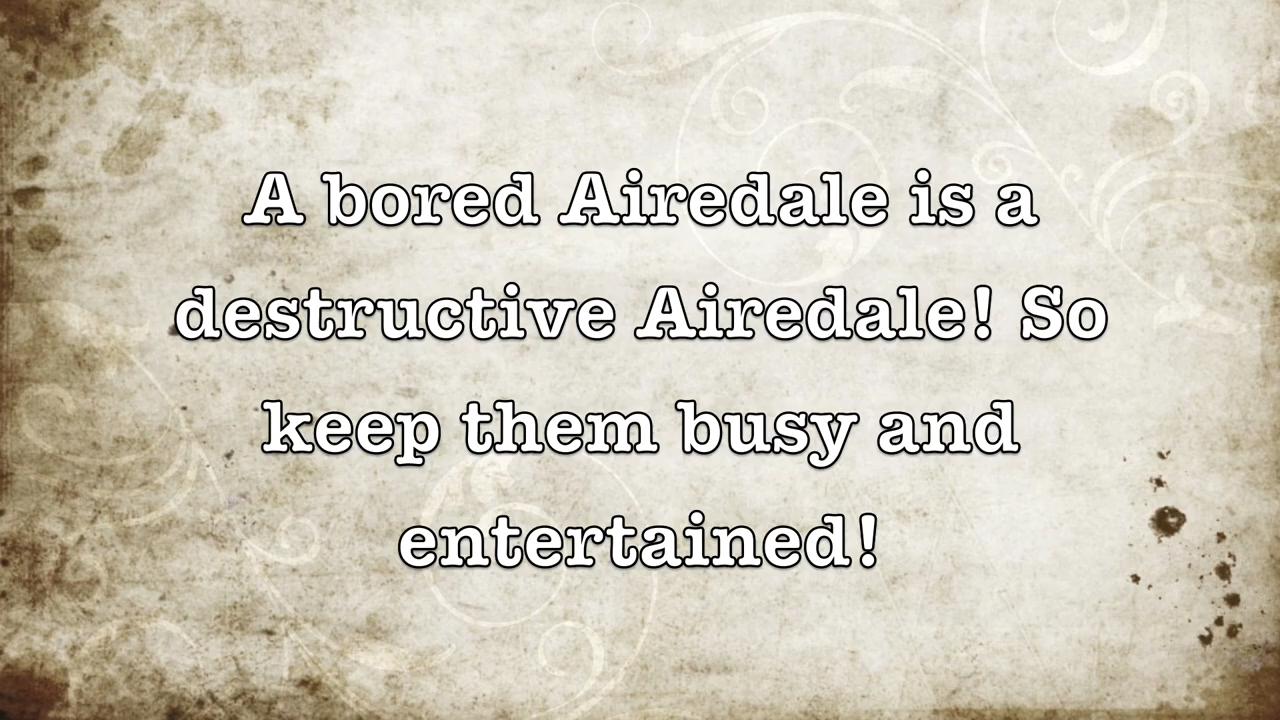 A bored Airedale is a
destructive Airedale! So
keep them busy and
entertained!